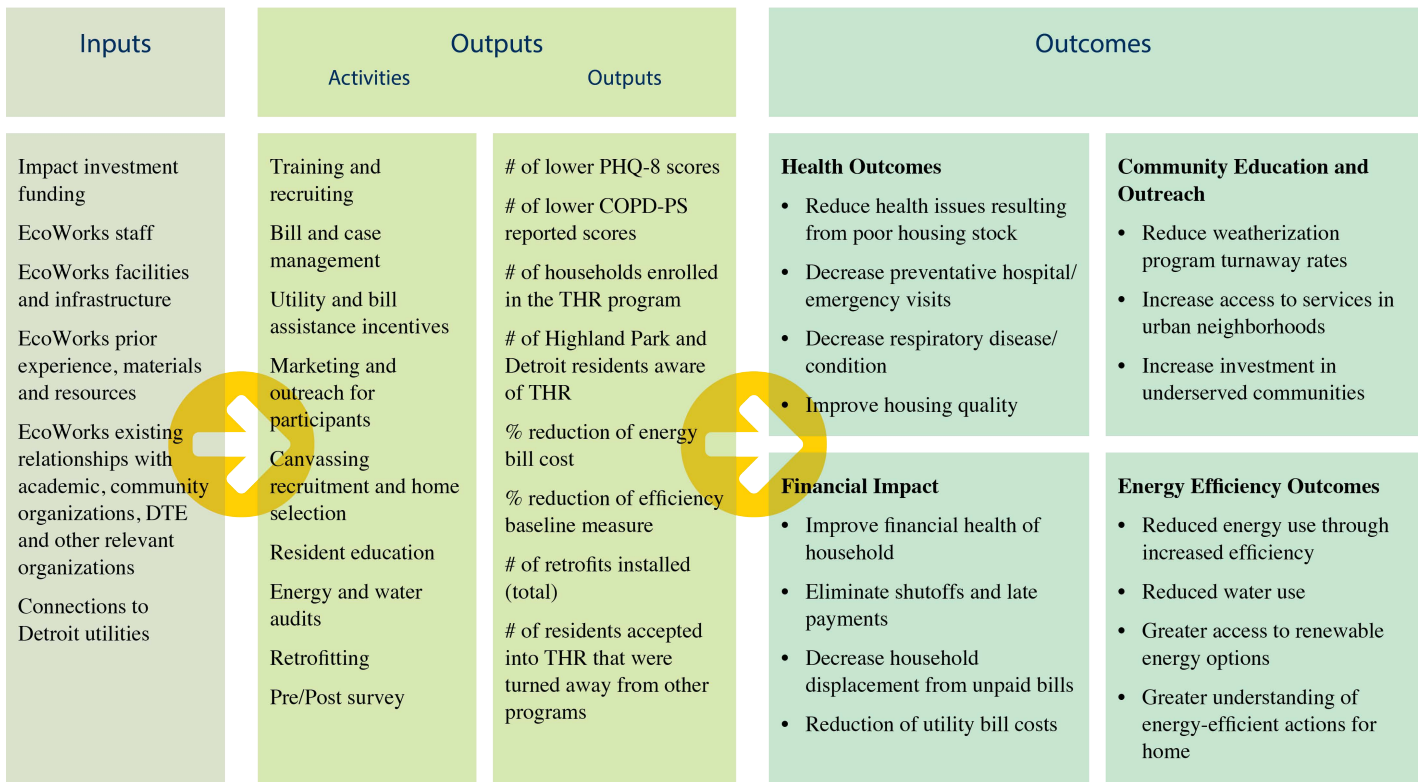 Inputs
Outputs
Activities
Outputs
Outcomes
Impact investment
funding
EcoWorks staff
EcoWorks facilities
and infrastructure
EcoWorks prior
experience, materials
and resources
EcoWorks existing
relationships with
academic, community
organizations, DTE
and other relevant
organizations
Connections to
Detroit utilities
Training and
recruiting
Bill and case
management
Utility and bill
assistance incentives
Marketing and
outreach for
participants
Canvassing
recruitment and home
selection
Resident education
Energy and water
audits
Retrofitting
Pre/Post survey
# of lower PHQ-8 scores
# of lower COPD-PS
reported scores
# of households enrolled
in the THR program
# of Highland Park and
Detroit residents aware
of THR
% reduction of energy
bill cost
% reduction of efficiency
baseline measure
# of retrofits installed
(total)
# of residents accepted
into THR that were
turned away from other
programs
Health Outcomes
• Reduce health issues resulting
from poor housing stock
• Decrease preventative hospital/
emergency visits
• Decrease respiratory disease/
condition
• Improve housing quality
Community Education and
Outreach
• Reduce weatherization
program turnaway rates
• Increase access to services in
urban neighborhoods
• Increase investment in
underserved communities
Financial Impact
• Improve financial health of
household
• Eliminate shutoffs and late
payments
• Decrease household
displacement from unpaid bills
• Reduction of utility bill costs
Energy Efficiency Outcomes
• Reduced energy use through
increased efficiency
• Reduced water use
• Greater access to renewable
energy options
• Greater understanding of
energy-efficient actions for
home